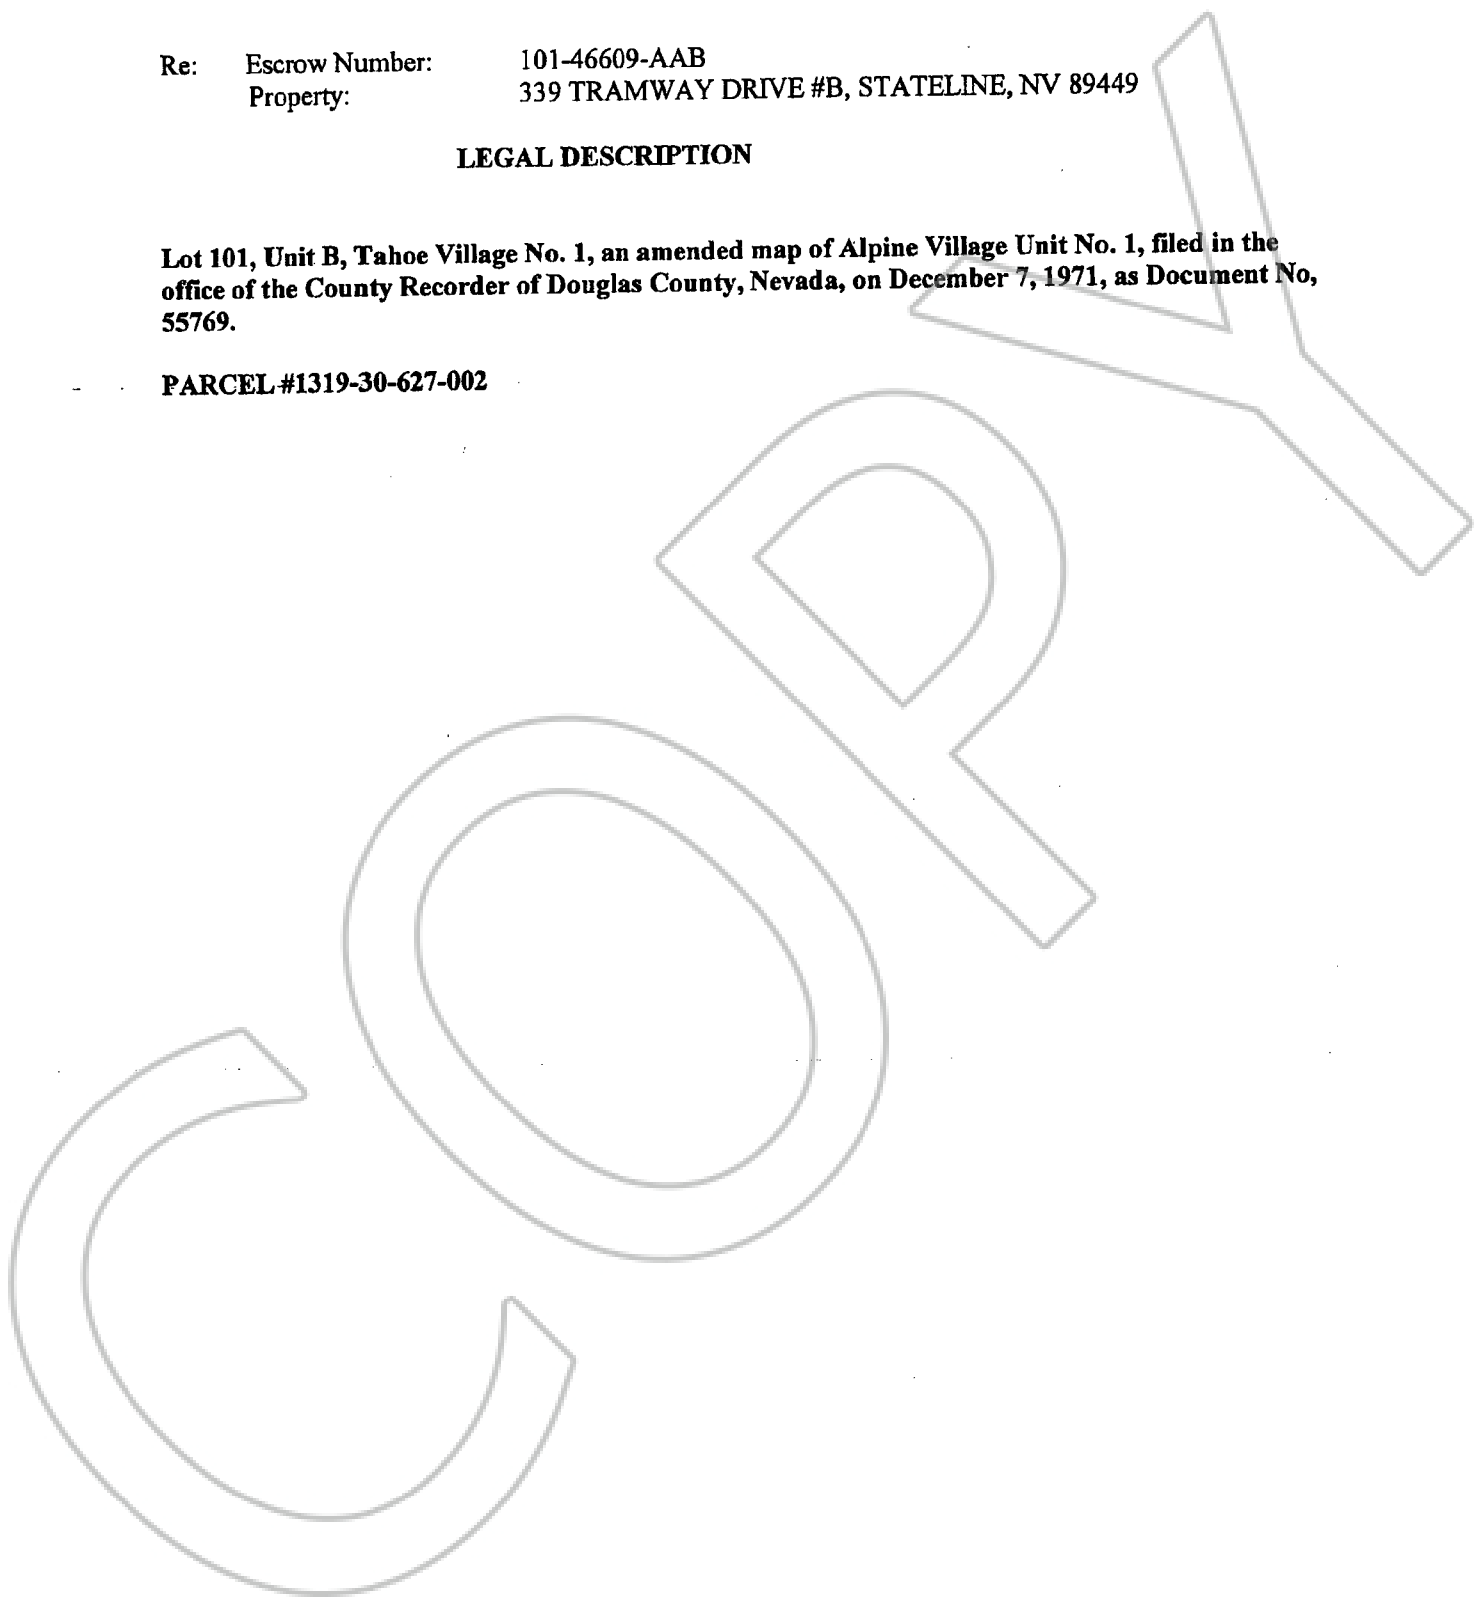 Re: Escrow Number: 101-46609-AAB
Property: 339 TRAMWAY DRIVE #B, STATELINE, NV 89449
LEGAL DESCRIPTION
Lot 101, Unit B, Tahoe Village No. 1, an amended map of Alpine Village Unit No. 1, filed in the
office of the County Recorder of Douglas County, Nevada, on December 7, 1971, as Document No,
55769.
PARCEL #1319-30-627-002
COPY